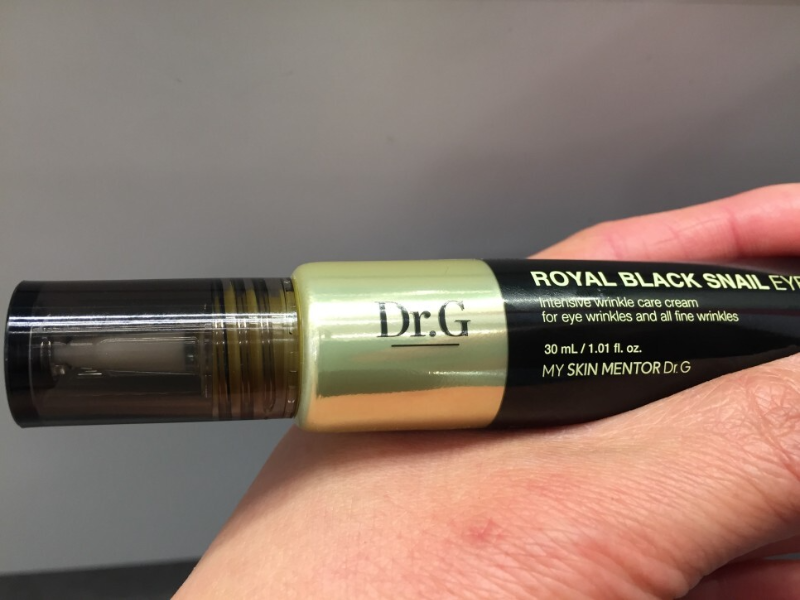 Dr.G
ROYAL BLACK SNAIL EYE
Intensive wrinkle care cream
for eye wrinkles and all fine wrinkles
30 mL / 1.01 fl. oz.
MY SKIN MENTOR Dr.G